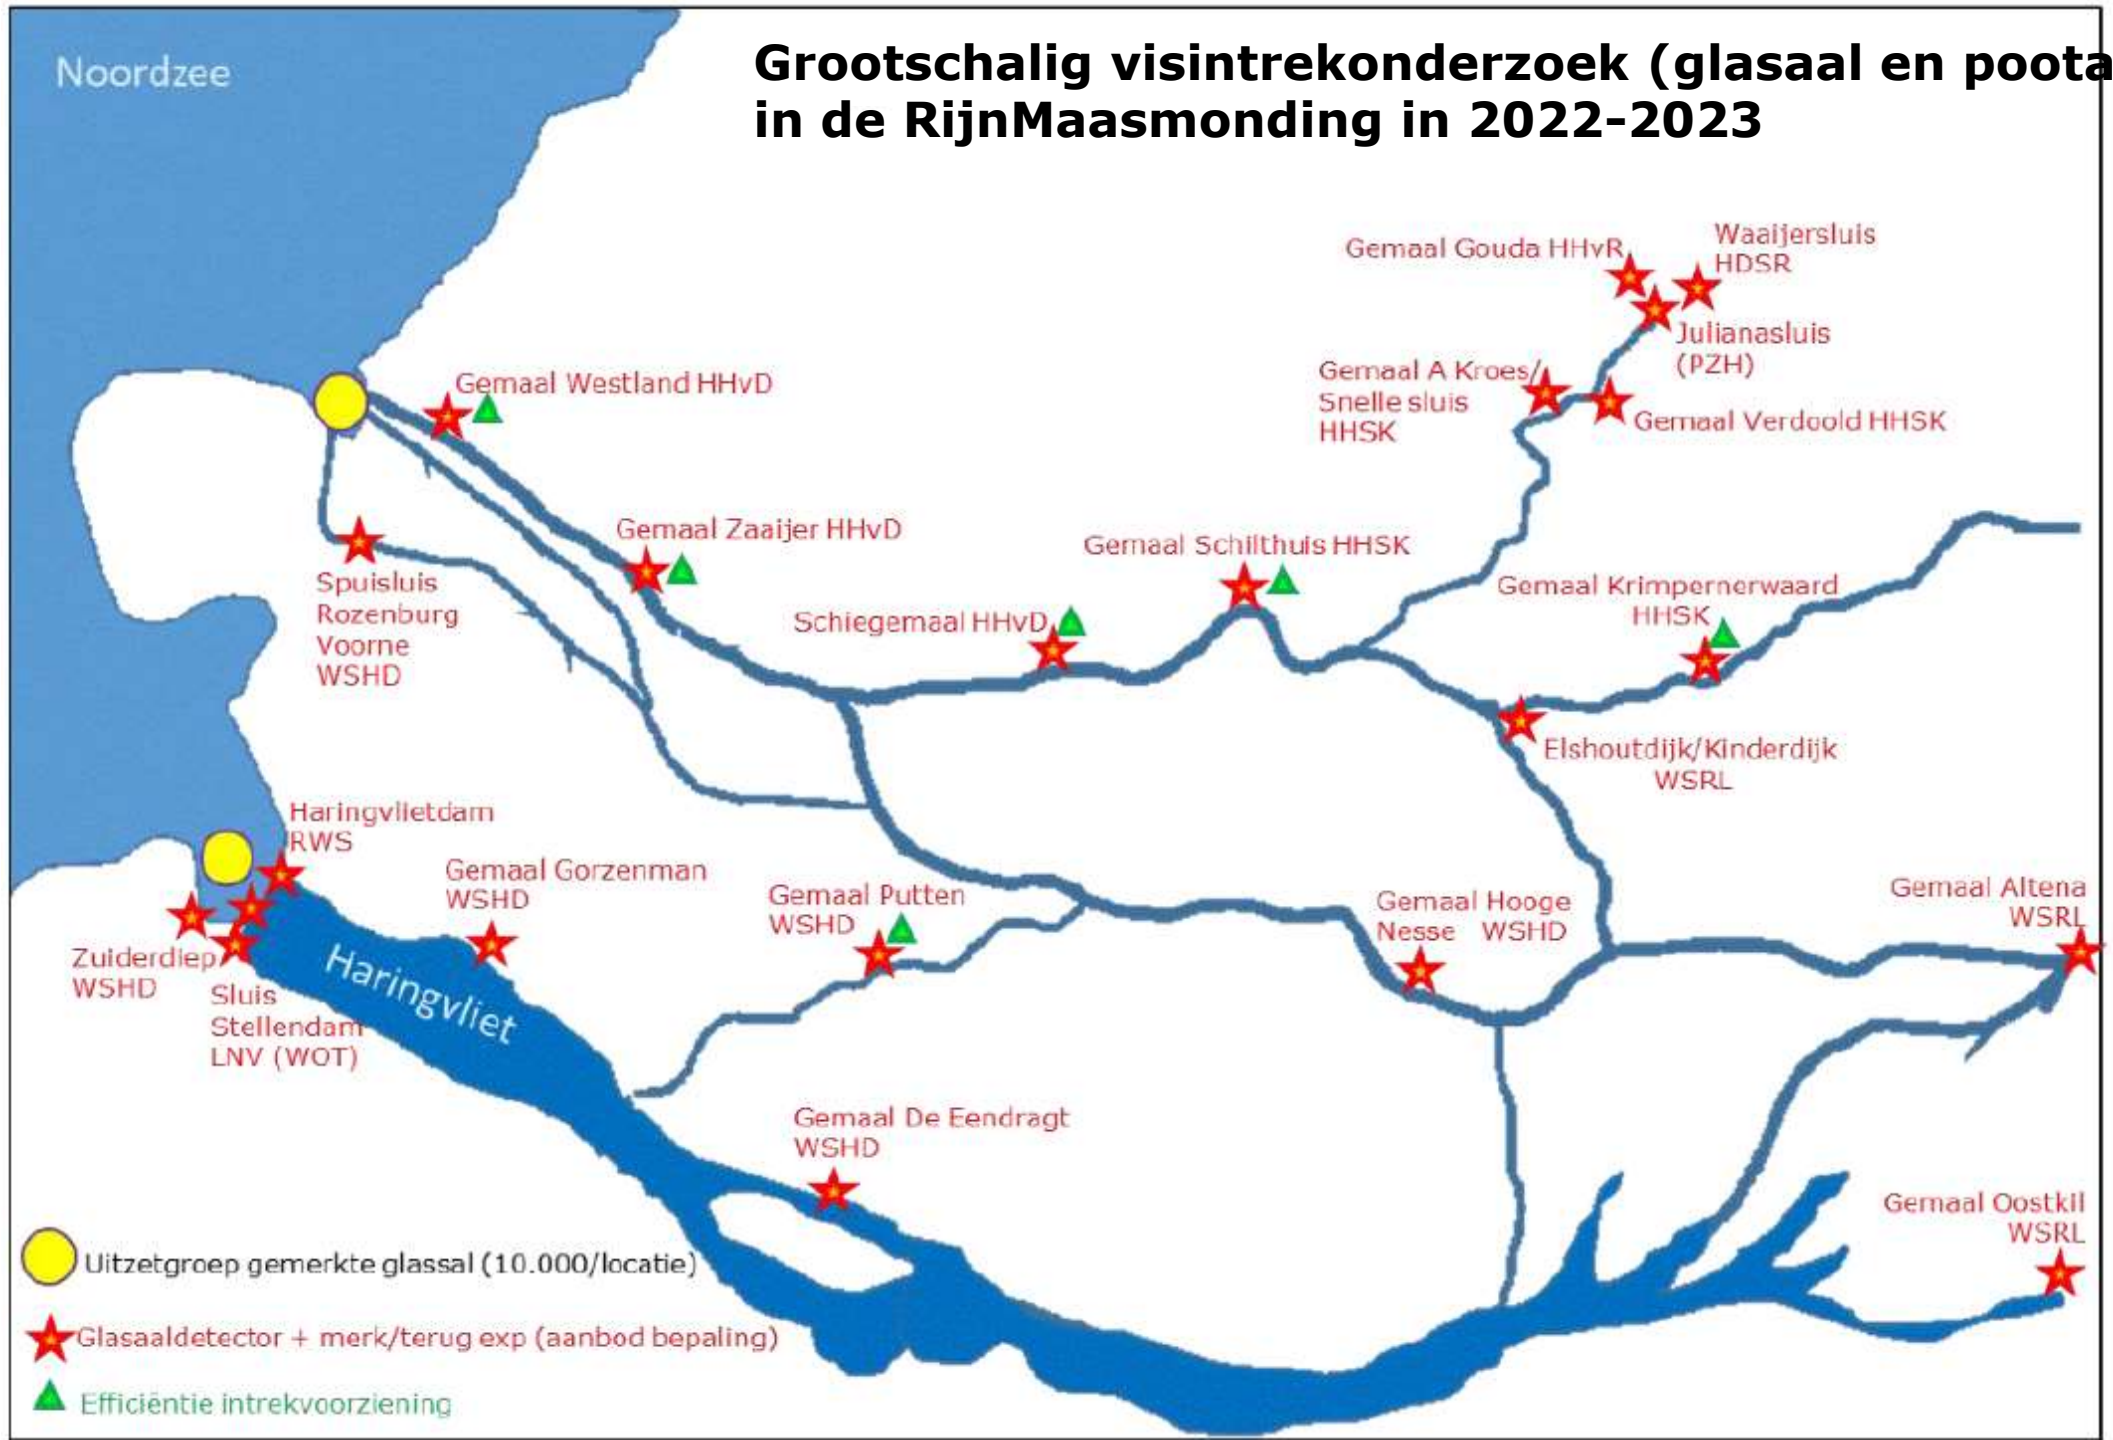 Grootschalig visintrekonderzoek (glasaal en poota
in de RijnMaasmonding in 2022-2023
Noordzee
Gemaal Gouda HHvR
Waaijersluis
HDSR
Julianasluis
(PZH)
Gemaal A Kroes/
Snelle sluis
HHSK
Gemaal Verdoold HHSK
Gemaal Westland HHvD
Gemaal Zaaijer HHvD
Gemaal Schilthuis HHSK
Schiegemaal HHvD
Gemaal Krimpernerwaard
HHSK
Spuisluis
Rozenburg
Voorne
WSHD
Elshoutdijk/Kinderdijk
WSRL
Haringvlietdam
RWS
Gemaal Gorzenman
WSHD
Gemaal Putten
WSHD
Gemaal Hooge
Nesse WSHD
Gemaal Altena
WSRL
Zuiderdiep
WSHD
Sluis
Stellendam
LNV (WOT)
Haringvliet
Gemaal De Eendragt
WSHD
Gemaal Oostkil
WSRL
Uitzetgroep gemerkte glassal (10.000/locatie)
Glasaaldetector + merk/terug exp (aanbod bepaling)
Efficiëntie intrekvoorziening